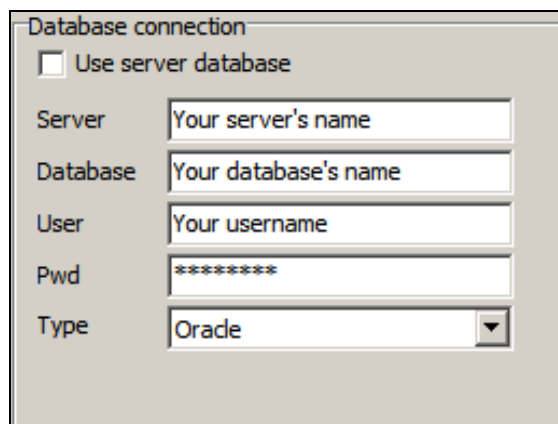 Database connection
Use server database
Server Your server's name
Database Your database's name
User Your username
Pwd ********
Type Oracle